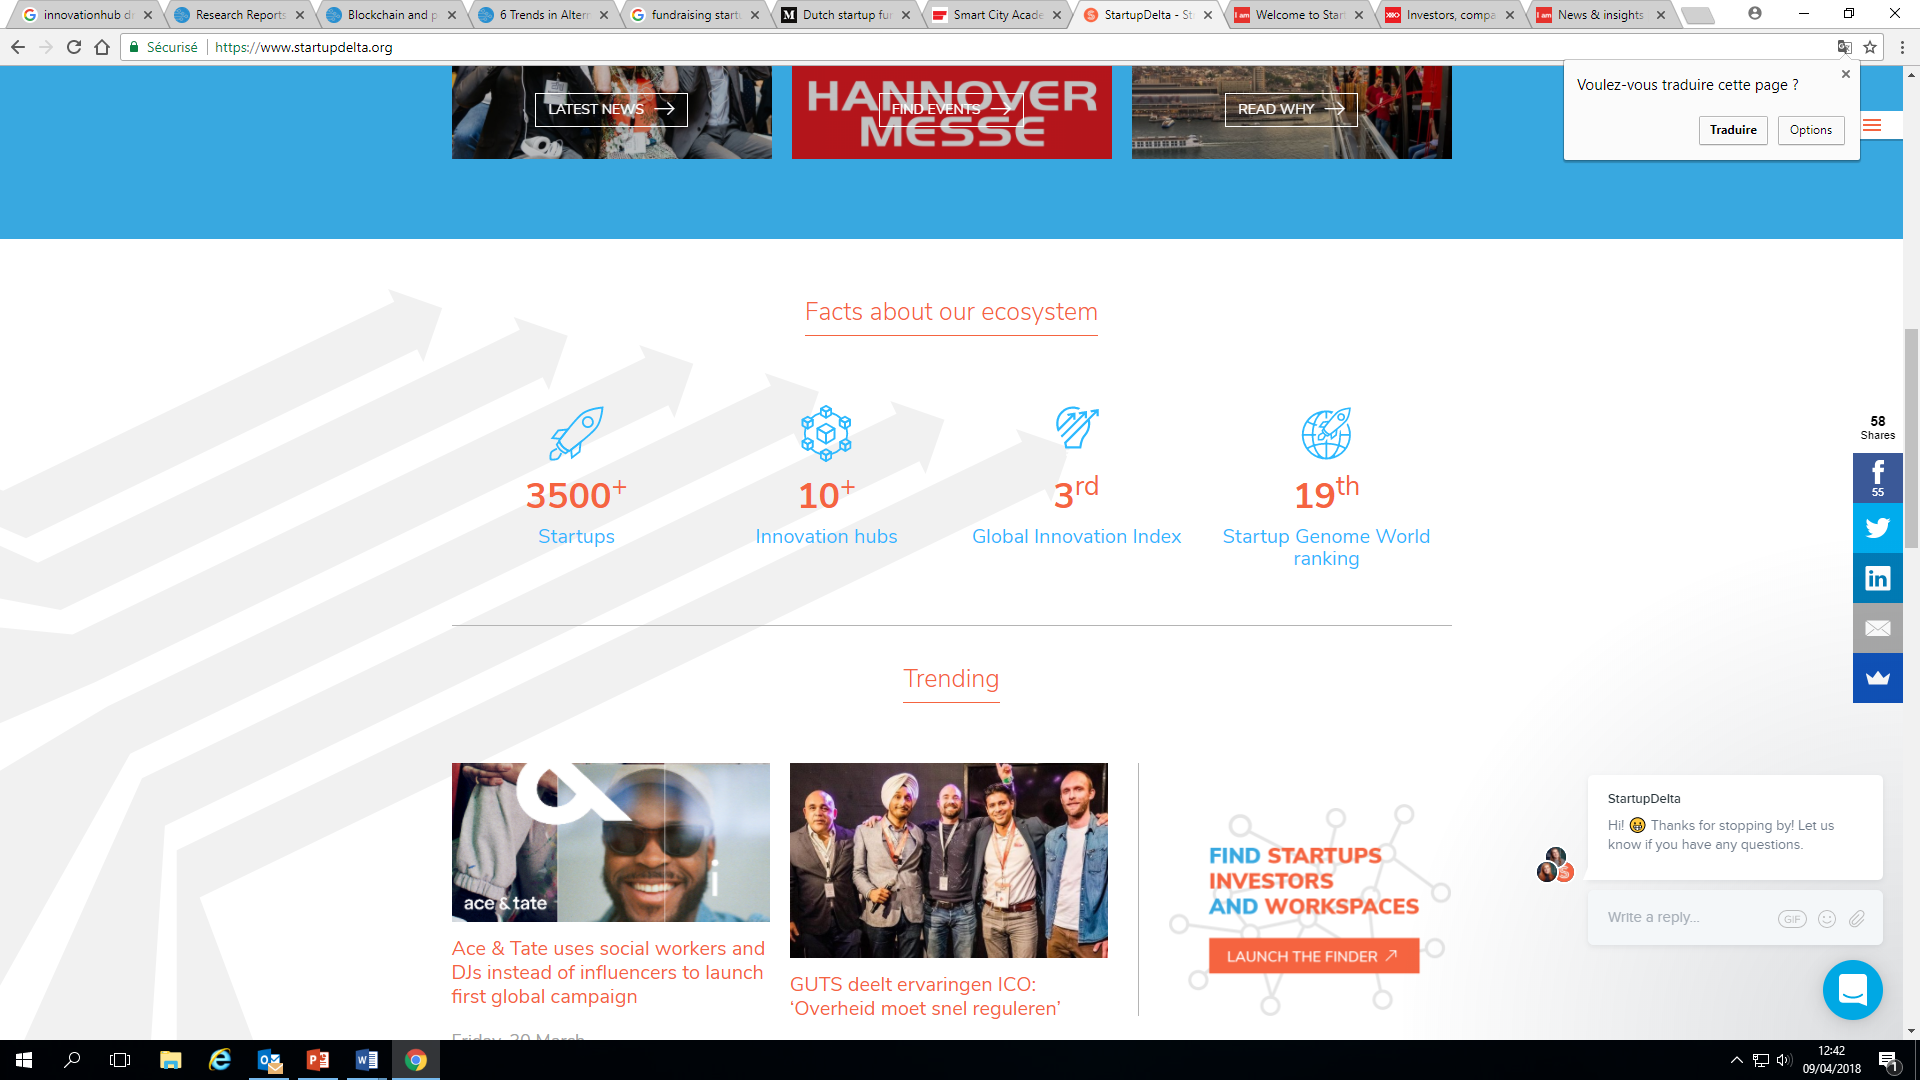 innovationhub d
Research Reports
Blockchain and p
6 Trends in Altern
fundraising start
Dutch startup fu
Smart City Acade
StartupDelta - St
Welcome to Star
Investors, compa
News & insights
Sécurisé
https://www.startupdelta.org
Voulez-vous traduire cette page ?
Traduire
Options
LATEST NEWS
HANNOVER
MESSE
FIND EVENTS
READ WHY
Facts about our ecosystem
3500+
Startups
10+
Innovation hubs
3rd
Global Innovation Index
19th
Startup Genome World
ranking
58
Shares
55
Trending
ace & tate
Ace & Tate uses social workers and
DJs instead of influencers to launch
first global campaign
Friday, 30 March
GUTS deelt ervaringen ICO:
‘Overheid moet snel reguleren’
FIND STARTUPS
INVESTORS
AND WORKSPACES
LAUNCH THE FINDER
StartupDelta
Hi! 😁 Thanks for stopping by! Let us
know if you have any questions.
Write a reply...
GIF
12:42
09/04/2018
1